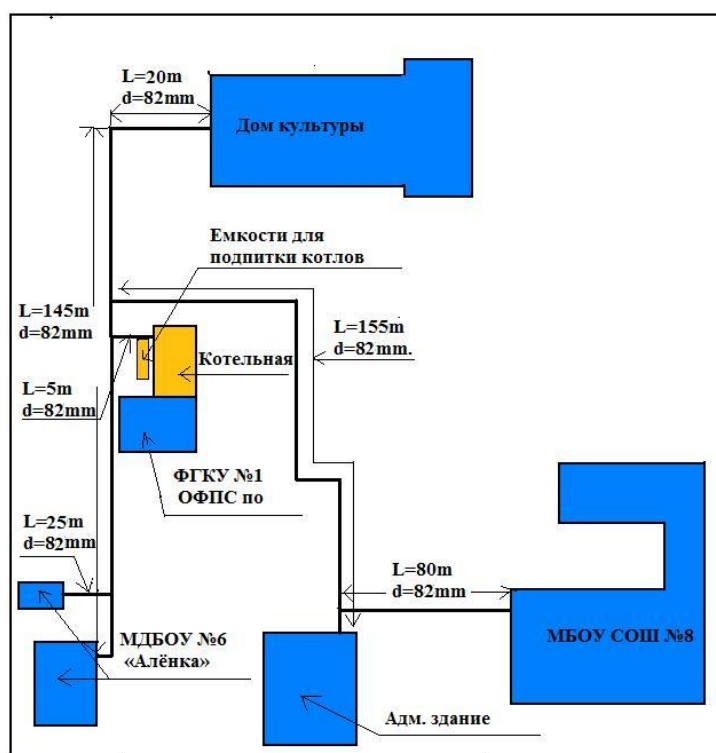 L=20m
d=82mm
Дом культуры
Емкости для
подпитки котлов
L=145m
d=82mm
L=155m
d=82mm.
Котельная
L=5m
d=82mm
ФГКУ №1
ОФПС по
L=25m
d=82mm
L=80m
d=82mm
МДБОУ №6
«Алёнка»
МБОУ СОШ №8
Адм. здание